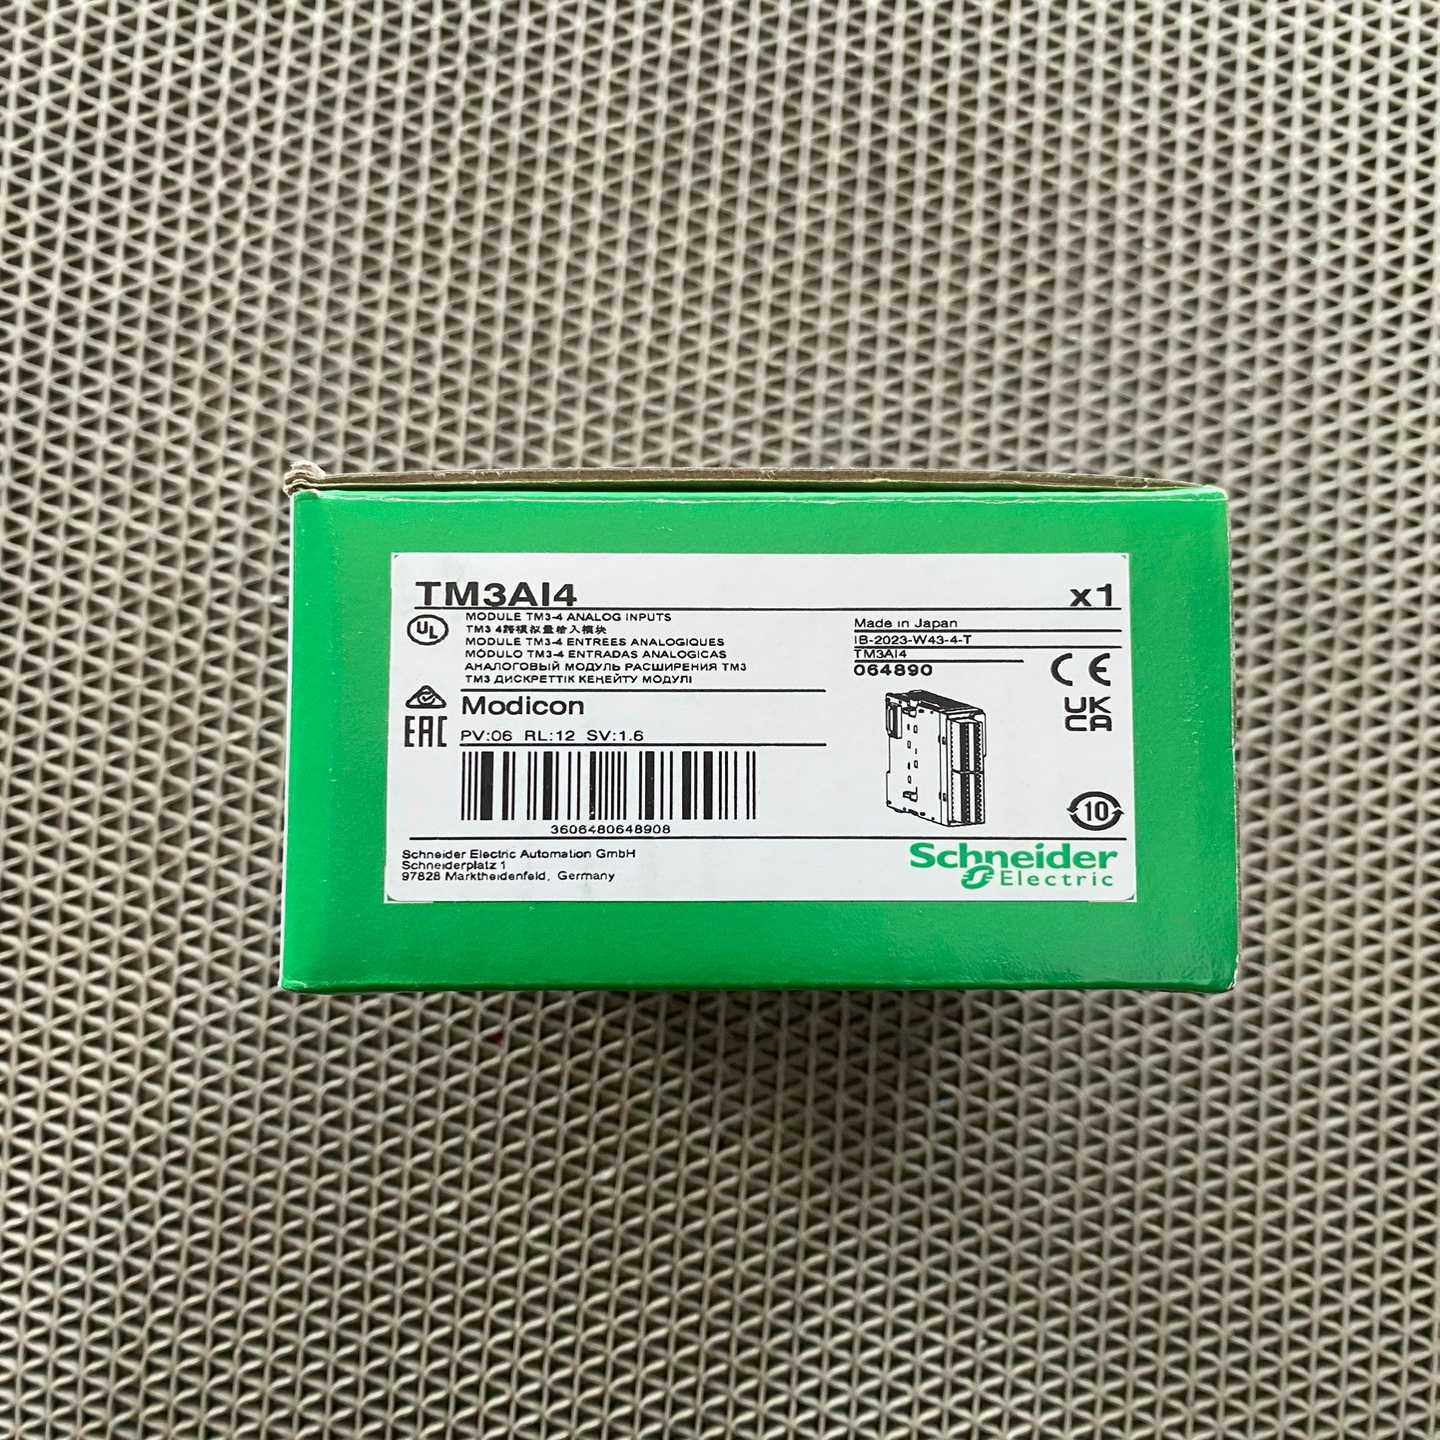 TM3AI4
x1
MODULE TM3-4 ANALOG INPUTS
TM3 4路模拟量输入模块
MODULE TM3-4 ENTREES ANALOGIQUES
MÓDULO TM3-4 ENTRADAS ANALOGICAS
АНАЛОГОВЫЙ МОДУЛЬ РАСШИРЕНИЯ TM3
TM3 ДИСКРЕТТІК КЕҢЕЙТУ МОДУЛІ
UL
Made in Japan
IB-2023-W43-4-T
TM3AI4
064890
CE
UK
CA
EAC
Modicon
PV:06 RL:12 SV:1.6
3606480648908
10
Schneider Electric Automation GmbH
Schneiderplatz 1
97828 Marktheidenfeld, Germany
Schneider
Electric